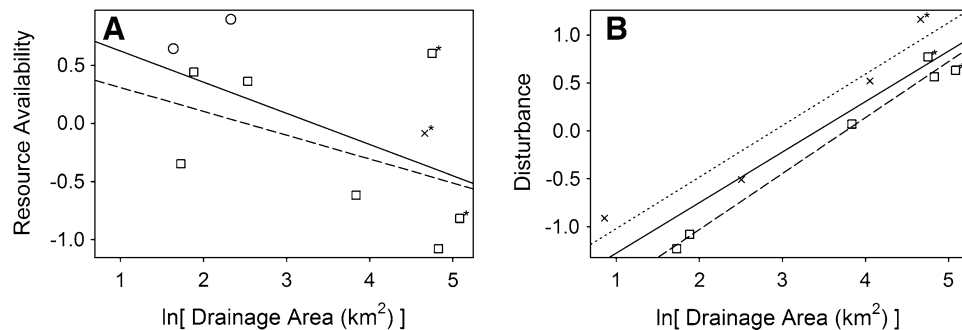 A
B
Resource Availability
0.5
0.0
-0.5
-1.0
1 2 3 4 5
ln[ Drainage Area (km2) ]
Disturbance
1.0
0.5
0.0
-0.5
-1.0
1 2 3 4 5
ln[ Drainage Area (km2) ]